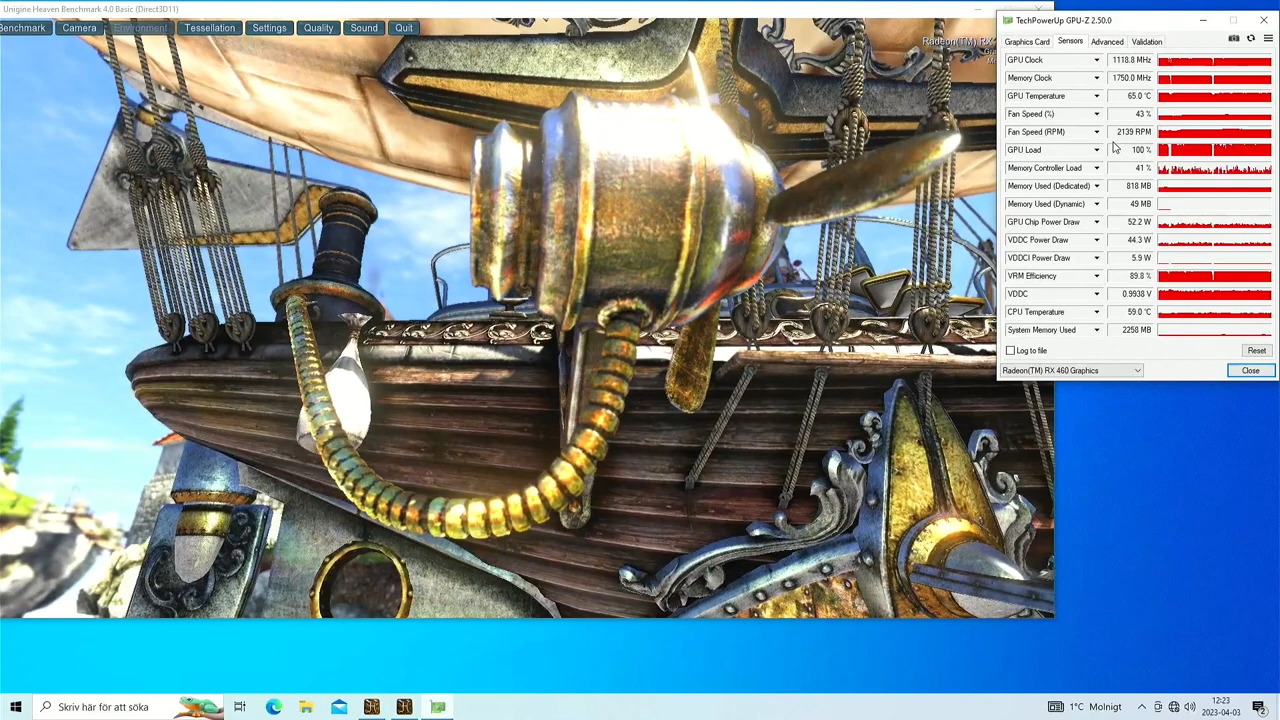 Unigine Heaven Benchmark 4.0 Basic (Direct3D11)
Benchmark Camera Environment Tessellation Settings Quality Sound Quit
Radeon(TM) RX
TechPowerUp GPU-Z 2.50.0
Graphics Card Sensors Advanced Validation
GPU Clock 1118.8 MHz
Memory Clock 1750.0 MHz
GPU Temperature 65.0 °C
Fan Speed (%) 43 %
Fan Speed (RPM) 2139 RPM
GPU Load 100 %
Memory Controller Load 41 %
Memory Used (Dedicated) 818 MB
Memory Used (Dynamic) 49 MB
GPU Chip Power Draw 52.2 W
VDDC Power Draw 44.3 W
VDDCI Power Draw 5.9 W
VRM Efficiency 89.8 %
VDDC 0.9938 V
CPU Temperature 59.0 °C
System Memory Used 2258 MB
Log to file Reset
Radeon(TM) RX 460 Graphics Close
Skriv här för att söka
1°C Molnigt
12:23
2023-04-03
2